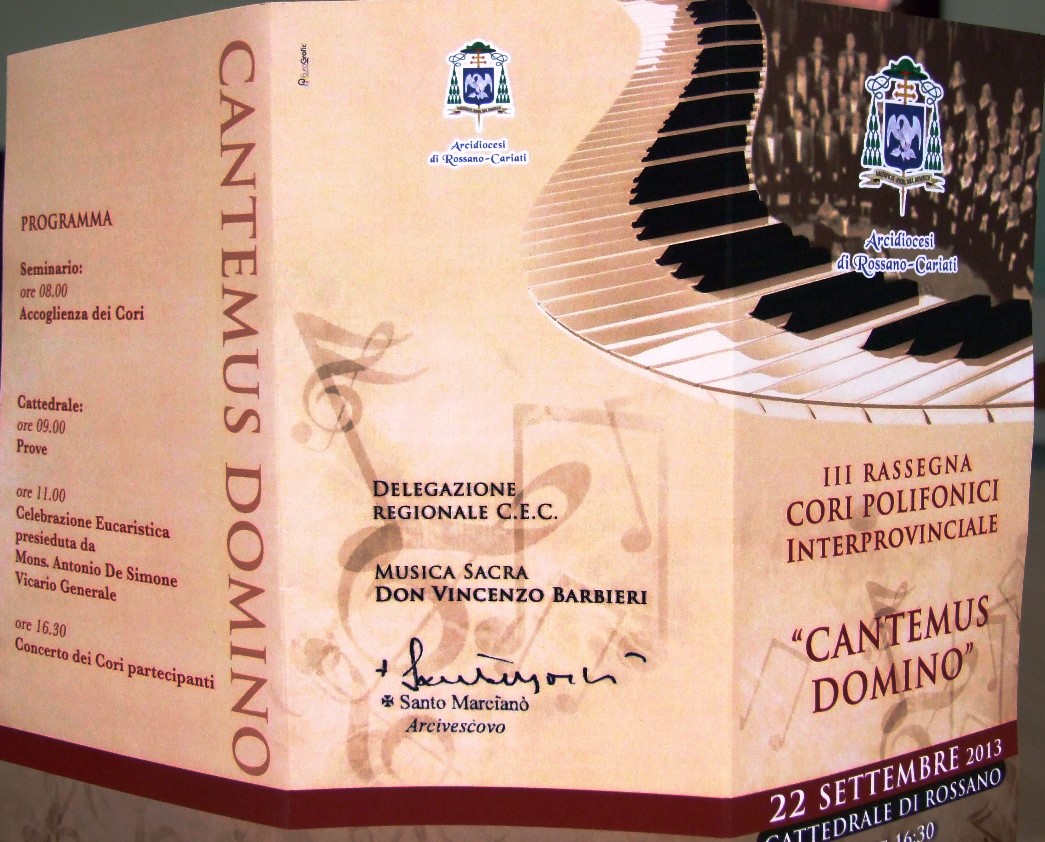 PROGRAMMA
Seminario:
ore 08.00
Accoglienza dei Cori
Cattedrale:
ore 09.00
Prove
ore 11.00
Celebrazione Eucaristica
presieduta da
Mons. Antonio De Simone
Vicario Generale
ore 16.30
Concerto dei Cori partecipanti
CANTEMUS DOMINO
Arcidiocesi
di Rossano-Cariati
DELEGAZIONE
REGIONALE C.E.C.
MUSICA SACRA
DON VINCENZO BARBIERI
✠ Santo Marcianò
Arcivescovo
Arcidiocesi
di Rossano-Cariati
III RASSEGNA
CORI POLIFONICI
INTERPROVINCIALE
“CANTEMUS
DOMINO”
22 SETTEMBRE 2013
CATTEDRALE DI ROSSANO
16:30